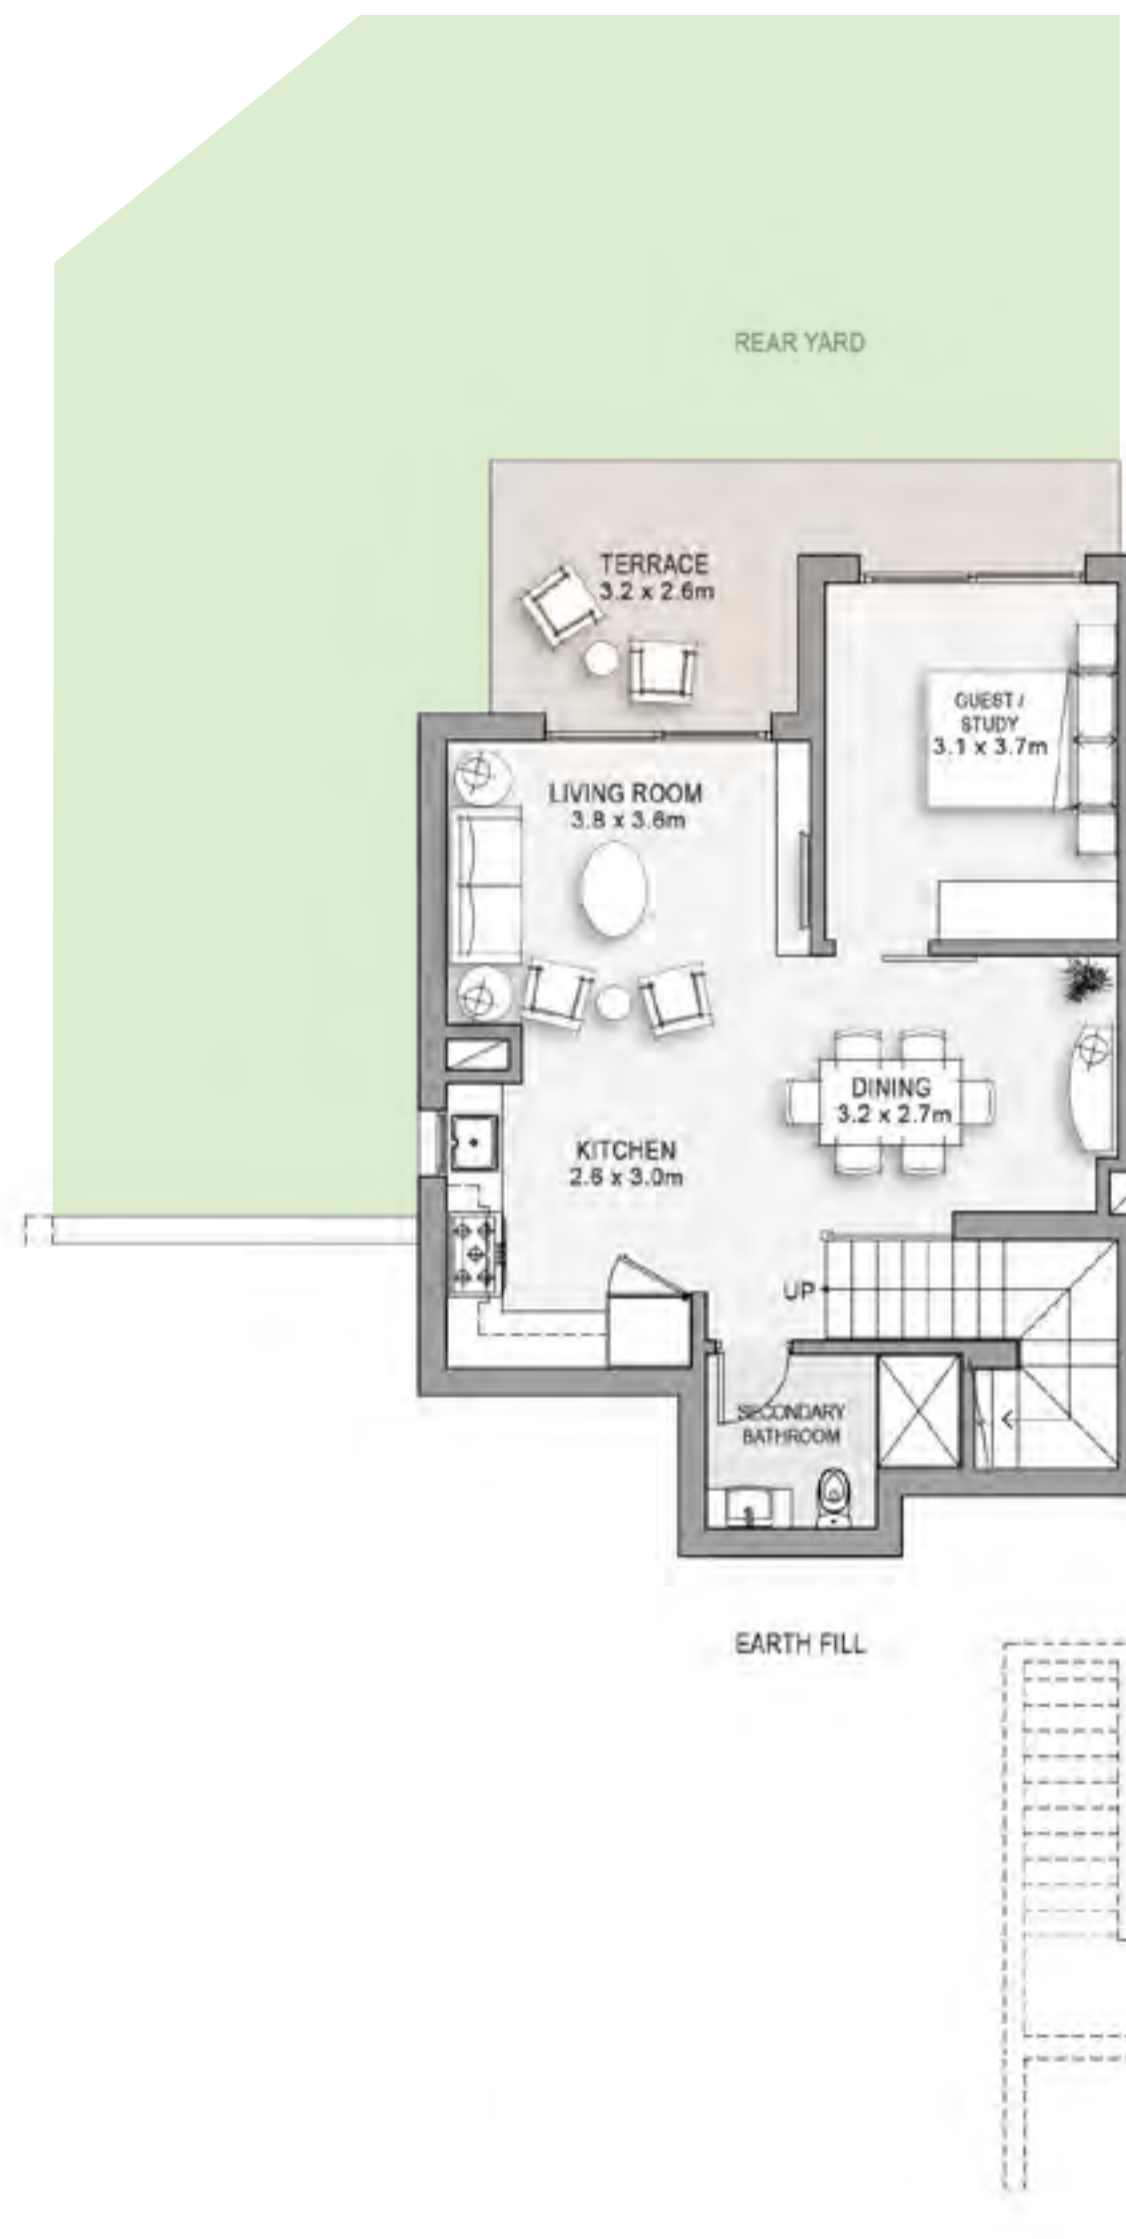 REAR YARD
TERRACE
3.2 x 2.6m
GUEST /
STUDY
3.1 x 3.7m
LIVING ROOM
3.8 x 3.6m
DINING
3.2 x 2.7m
KITCHEN
2.6 x 3.0m
UP
SECONDARY
BATHROOM
EARTH FILL